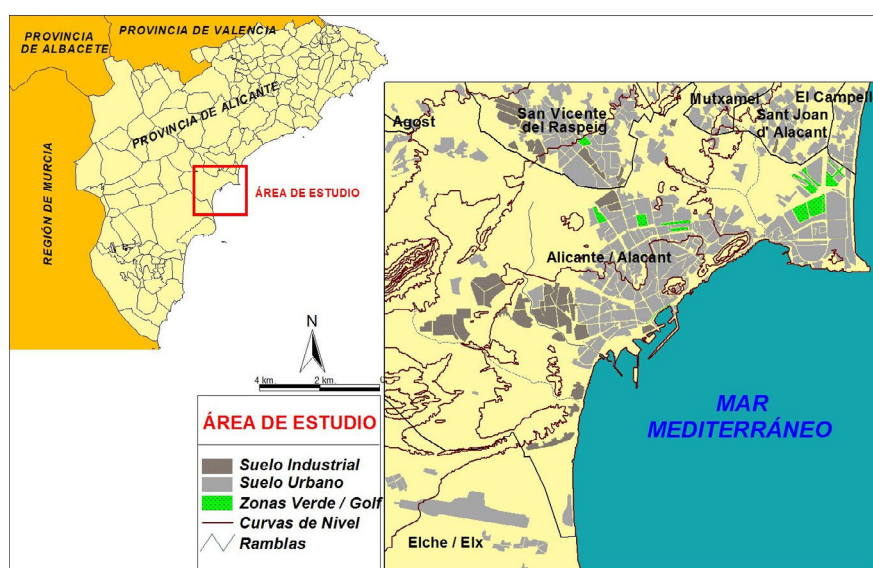 PROVINCIA
DE ALBACETE
PROVINCIA DE VALENCIA
PROVINCIA DE ALICANTE
REGIÓN DE MURCIA
ÁREA DE ESTUDIO
N
4 km.
2 km.
0
ÁREA DE ESTUDIO
Suelo Industrial
Suelo Urbano
Zonas Verde / Golf
Curvas de Nivel
Ramblas
Agost
San Vicente
del Raspeig
Mutxamel
El Campell
Sant Joan
d' Alacant
Alicante / Alacant
MAR
MEDITERRÁNEO
Elche / Elx